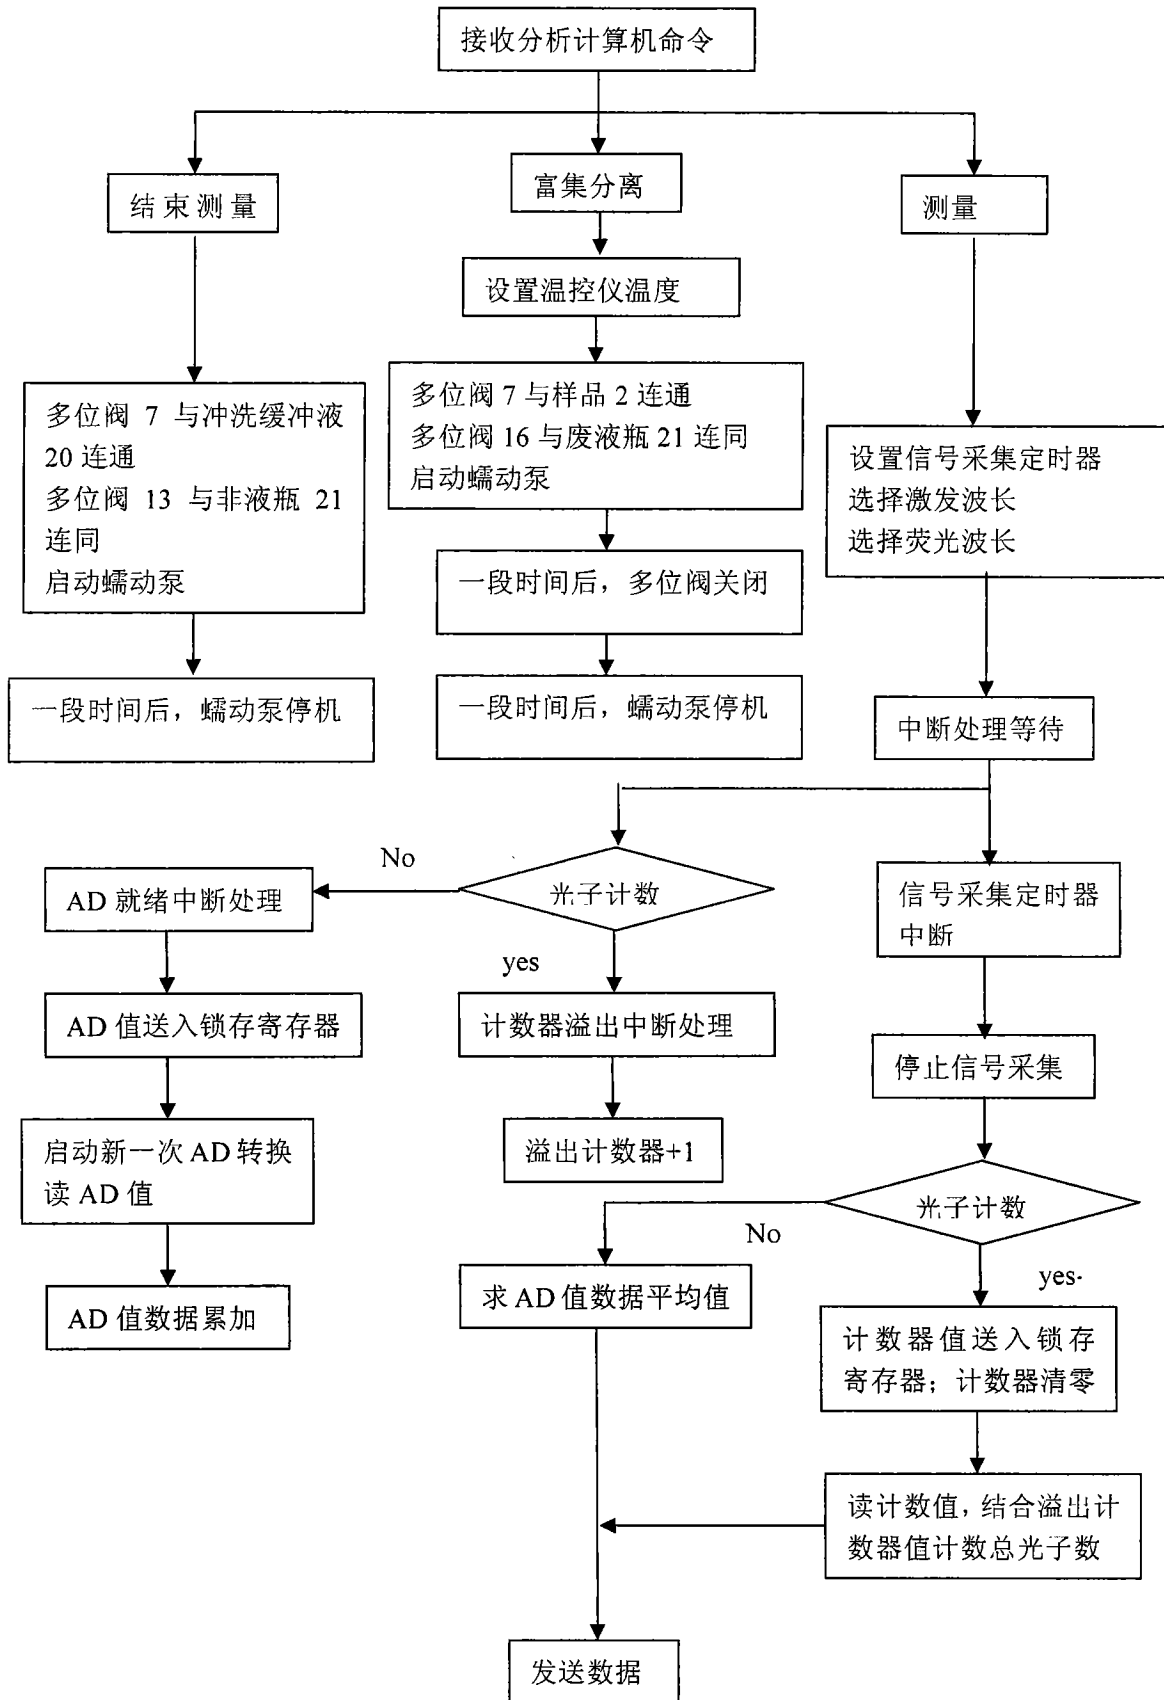 接收分析计算机命令
结束测量
富集分离
测量
设置温控仪温度
多位阀 7 与冲洗缓冲液
20 连通
多位阀 13 与非液瓶 21
连同
启动蠕动泵
多位阀 7 与样品 2 连通
多位阀 16 与废液瓶 21 连同
启动蠕动泵
设置信号采集定时器
选择激发波长
选择荧光波长
一段时间后，多位阀关闭
一段时间后，蠕动泵停机
一段时间后，蠕动泵停机
中断处理等待
No
光子计数
AD 就绪中断处理
信号采集定时器
中断
yes
AD 值送入锁存寄存器
计数器溢出中断处理
停止信号采集
启动新一次 AD 转换
读 AD 值
溢出计数器+1
光子计数
No
yes
AD 值数据累加
求 AD 值数据平均值
计数器值送入锁存
寄存器；计数器清零
读计数值，结合溢出计
数器值计数总光子数
发送数据